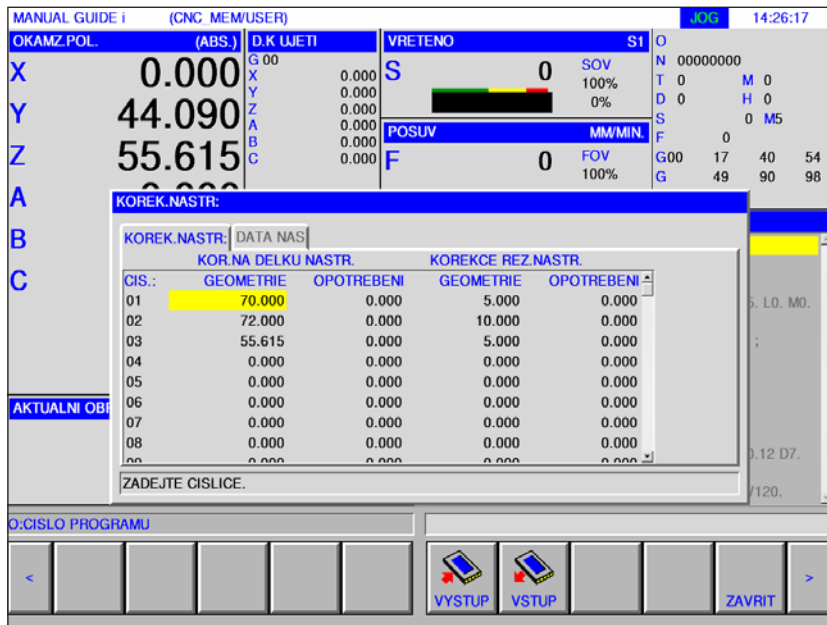 MANUAL GUIDE i (CNC_MEM/USER) JOG 14:26:17
OKAMZ.POL. (ABS.) D.K UJETI VRETENO S1 O
G 00 N 00000000
X 0.000 X 0.000 S 0 SOV T 0 M 0
Y 0.000 100%
Y 44.090 Z 0.000 0% D 0 H 0
A 0.000 POSUV MM/MIN. S 0 M5
B 0.000 F 0
Z 55.615 C 0.000 F 0 FOV G00 17 40 54
100% G 49 90 98
A
KOREK.NASTR:
B KOREK.NASTR: DATA NAS
KOR.NA DELKU NASTR. KOREKCE REZ.NASTR.
C CIS.: GEOMETRIE OPOTREBENI GEOMETRIE OPOTREBENI
01 70.000 0.000 5.000 0.000 L0. M0.
02 72.000 0.000 10.000 0.000
03 55.615 0.000 5.000 0.000 ;
04 0.000 0.000 0.000 0.000
05 0.000 0.000 0.000 0.000
06 0.000 0.000 0.000 0.000
AKTUALNI
07 0.000 0.000 0.000 0.000
08 0.000 0.000 0.000 0.000 D7.
ZADEJTE CISLICE. /120.
O:CISLO PROGRAMU
< VYSTUP VSTUP ZAVRIT >